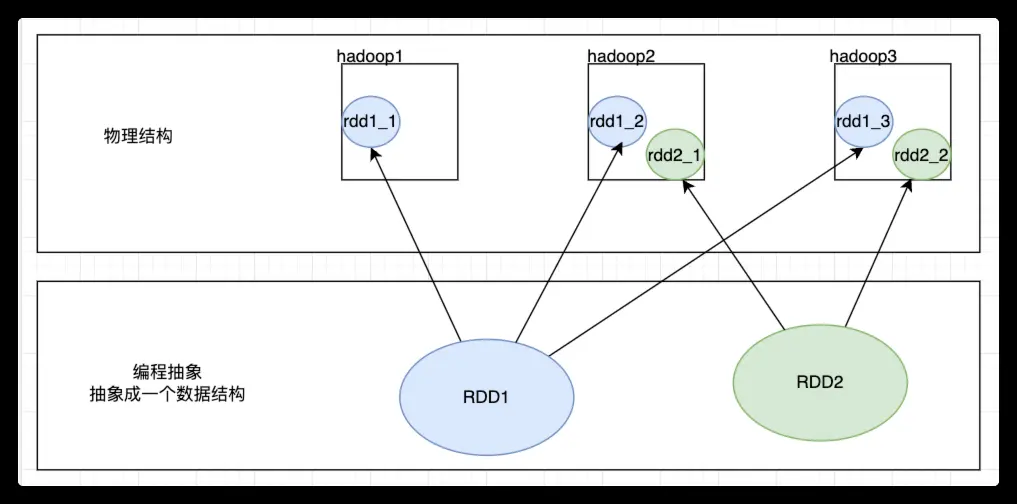 hadoop1
hadoop2
hadoop3
rdd1_1
rdd1_2
rdd1_3
物理结构
rdd2_1
rdd2_2
编程抽象
抽象成一个数据结构
RDD1
RDD2